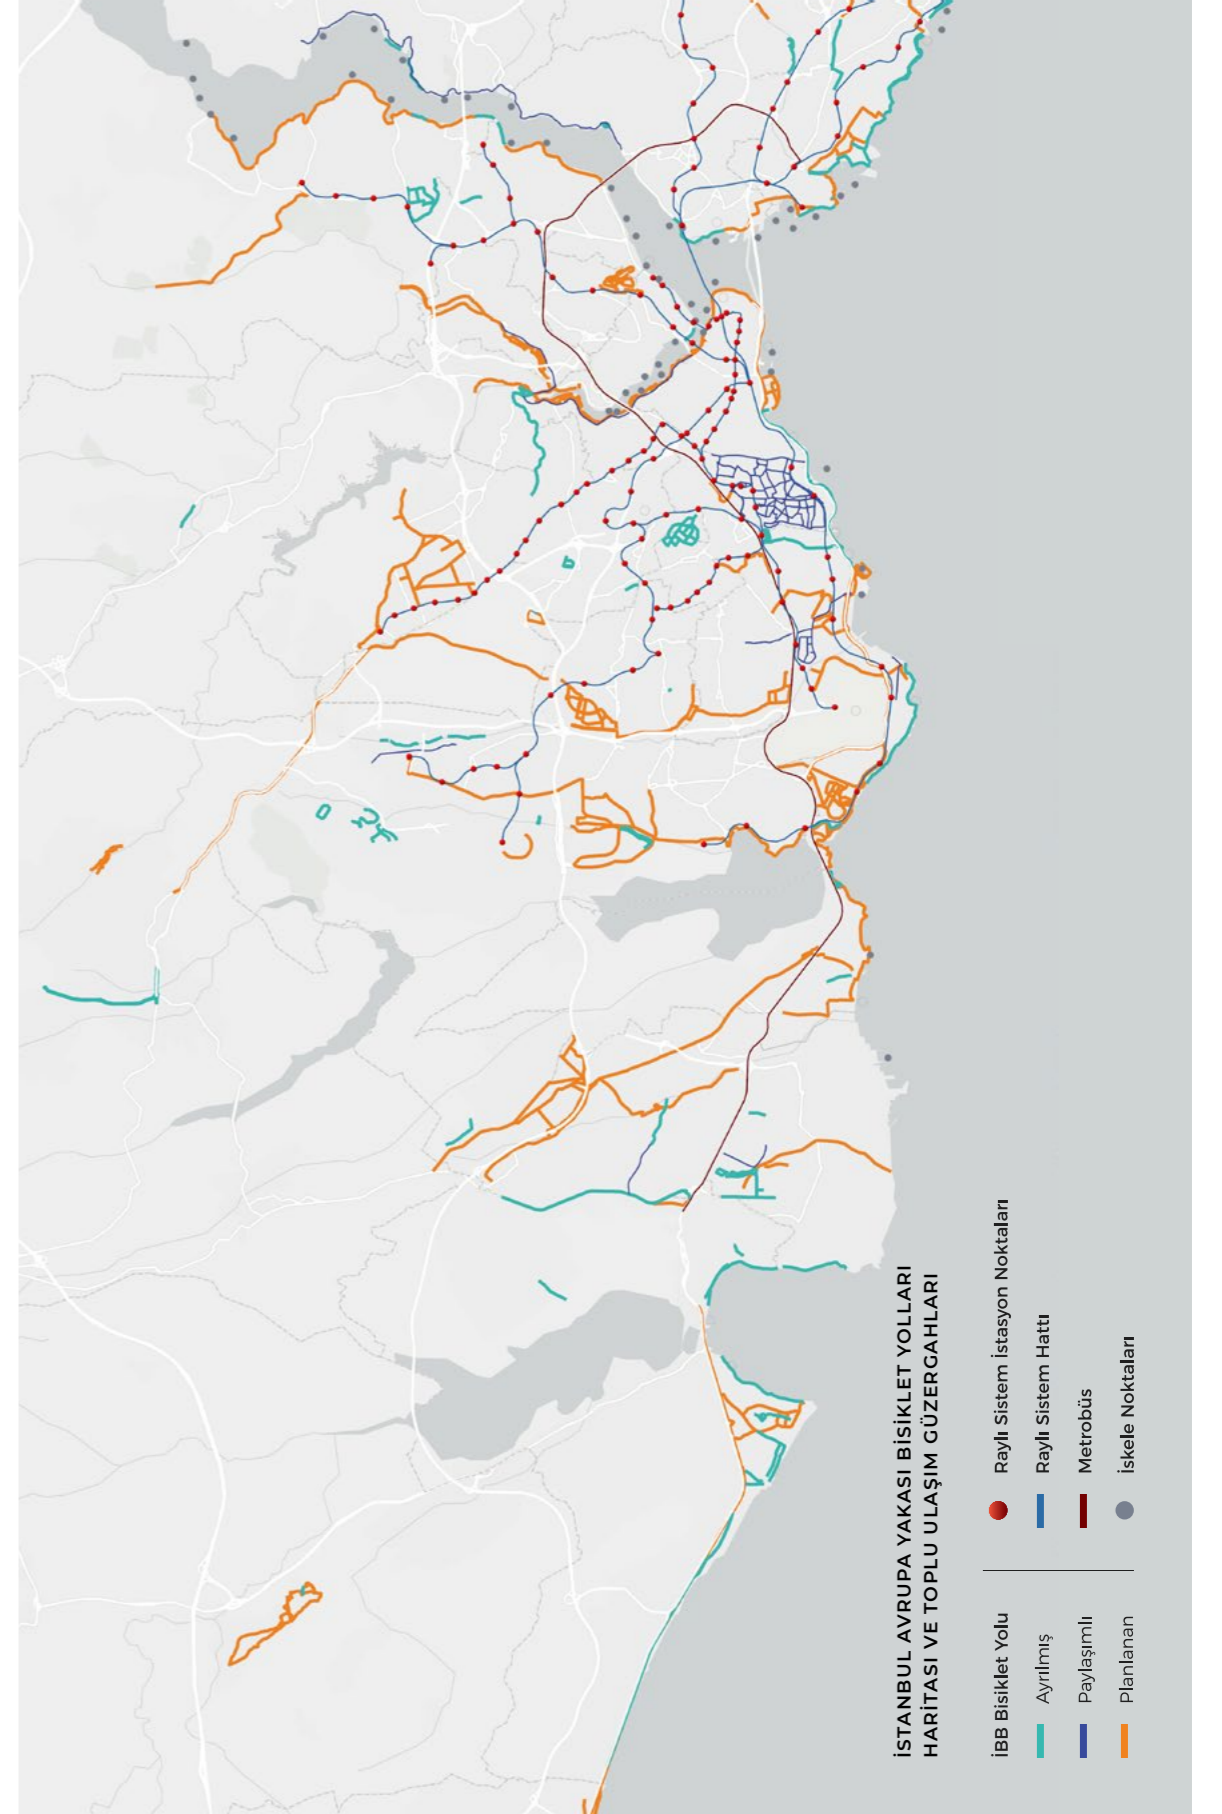 İSTANBUL AVRUPA YAKASI BİSİKLET YOLLARI
HARİTASI VE TOPLU ULAŞIM GÜZERGAHLARI
İBB Bisiklet Yolu
Ayrılmış
Paylaşımlı
Planlanan
Raylı Sistem İstasyon Noktaları
Raylı Sistem Hattı
Metrobüs
İskele Noktaları